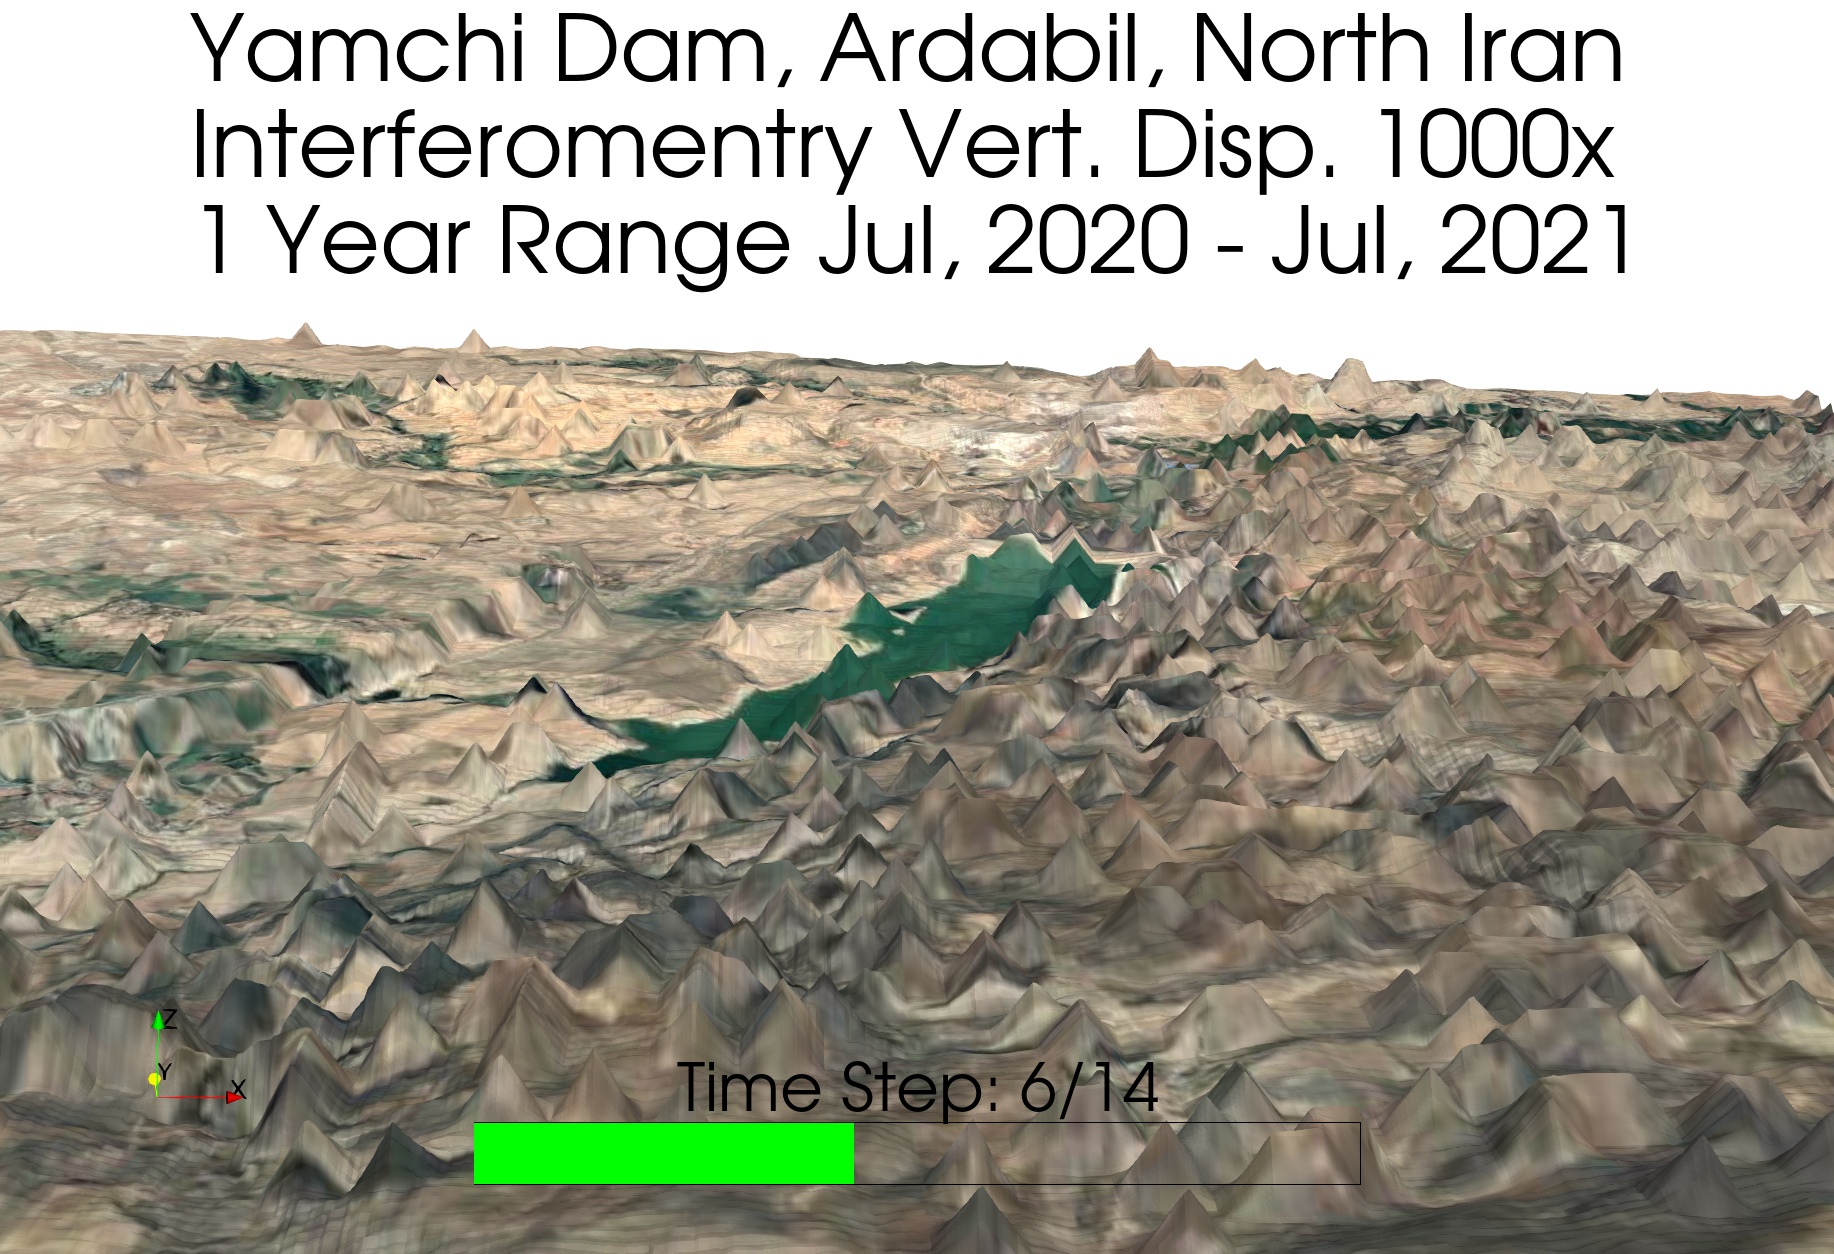 Yamchi Dam, Ardabil, North Iran
Interferomentry Vert. Disp. 1000x
1 Year Range Jul, 2020 - Jul, 2021
Z
Y
X
Time Step: 6/14